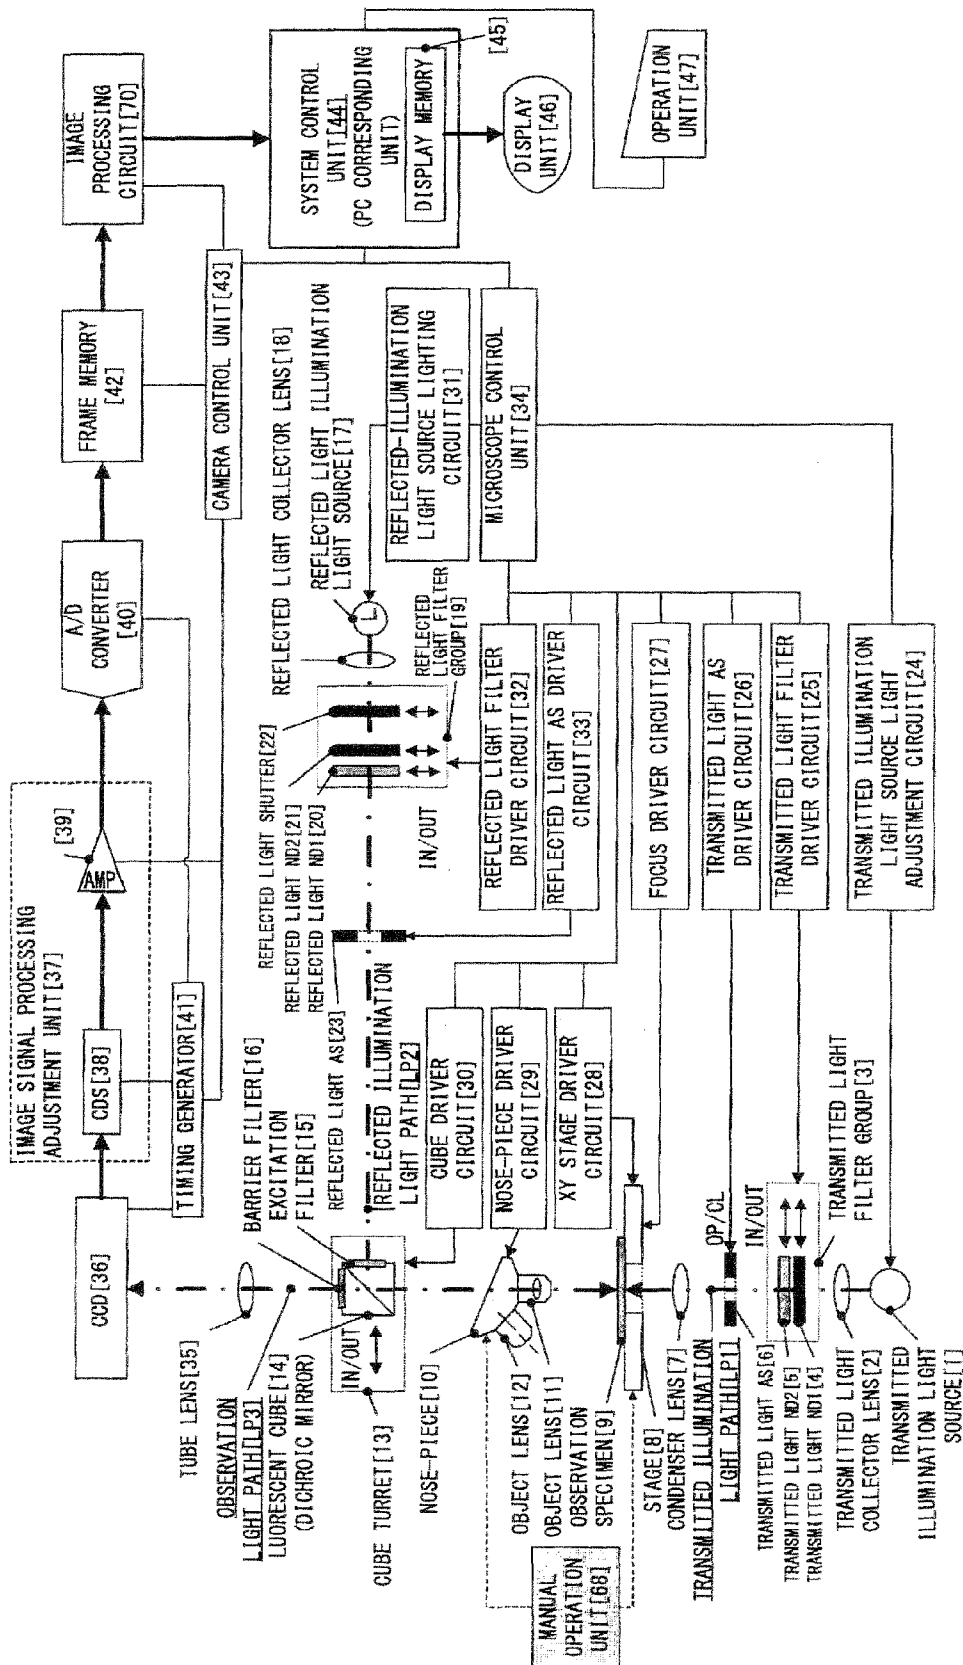 IMAGE SIGNAL PROCESSING
ADJUSTMENT UNIT[37]
[39]
AMP
CCD[36]
CDS[38]
A/D
CONVERTER
[40]
FRAME MEMORY
[42]
IMAGE
PROCESSING
CIRCUIT[70]
TIMING GENERATOR[41]
CAMERA CONTROL UNIT[43]
SYSTEM CONTROL
UNIT[44]
(PC CORRESPONDING
UNIT)
DISPLAY MEMORY
[45]
DISPLAY
UNIT[46]
OPERATION
UNIT[47]
TUBE LENS[35]
OBSERVATION
LIGHT PATH[LP3]
LUORESCENT CUBE[14]
(DICHROIC MIRROR)
CUBE TURRET[13]
IN/OUT
BARRIER FILTER[16]
EXCITATION
FILTER[15]
REFLECTED LIGHT AS[23]
REFLECTED ILLUMINATION
LIGHT PATH[LP2]
REFLECTED LIGHT SHUTTER[22]
REFLECTED LIGHT ND2[21]
REFLECTED LIGHT ND1[20]
IN/OUT
REFLECTED LIGHT COLLECTOR LENS[18]
REFLECTED LIGHT ILLUMINATION
LIGHT SOURCE[17]
L
REFLECTED
LIGHT FILTER
GROUP[19]
REFLECTED-ILLUMINATION
LIGHT SOURCE LIGHTING
CIRCUIT[31]
MICROSCOPE CONTROL
UNIT[34]
REFLECTED LIGHT FILTER
DRIVER CIRCUIT[32]
REFLECTED LIGHT AS DRIVER
CIRCUIT[33]
CUBE DRIVER
CIRCUIT[30]
NOSE-PIECE DRIVER
CIRCUIT[29]
XY STAGE DRIVER
CIRCUIT[28]
FOCUS DRIVER CIRCUIT[27]
TRANSMITTED LIGHT AS
DRIVER CIRCUIT[26]
TRANSMITTED LIGHT FILTER
DRIVER CIRCUIT[25]
TRANSMITTED ILLUMINATION
LIGHT SOURCE LIGHT
ADJUSTMENT CIRCUIT[24]
NOSE-PIECE[10]
OBJECT LENS[12]
OBJECT LENS[11]
OBSERVATION
SPECIMEN[9]
MANUAL
OPERATION
UNIT[68]
STAGE[8]
CONDENSER LENS[7]
TRANSMITTED ILLUMINATION
LIGHT PATH[LP1]
OP/CL
IN/OUT
TRANSMITTED LIGHT AS[6]
TRANSMITTED LIGHT ND2[5]
TRANSMITTED LIGHT ND1[4]
TRANSMITTED LIGHT
FILTER GROUP[3]
TRANSMITTED LIGHT
COLLECTOR LENS[2]
TRANSMITTED
ILLUMINATION LIGHT
SOURCE[1]